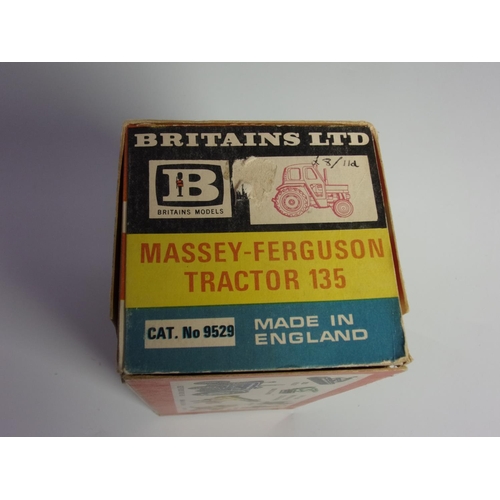 BRITAINS LTD
B
BRITAINS MODELS
MASSEY-FERGUSON
TRACTOR 135
CAT. No 9529
MADE IN
ENGLAND